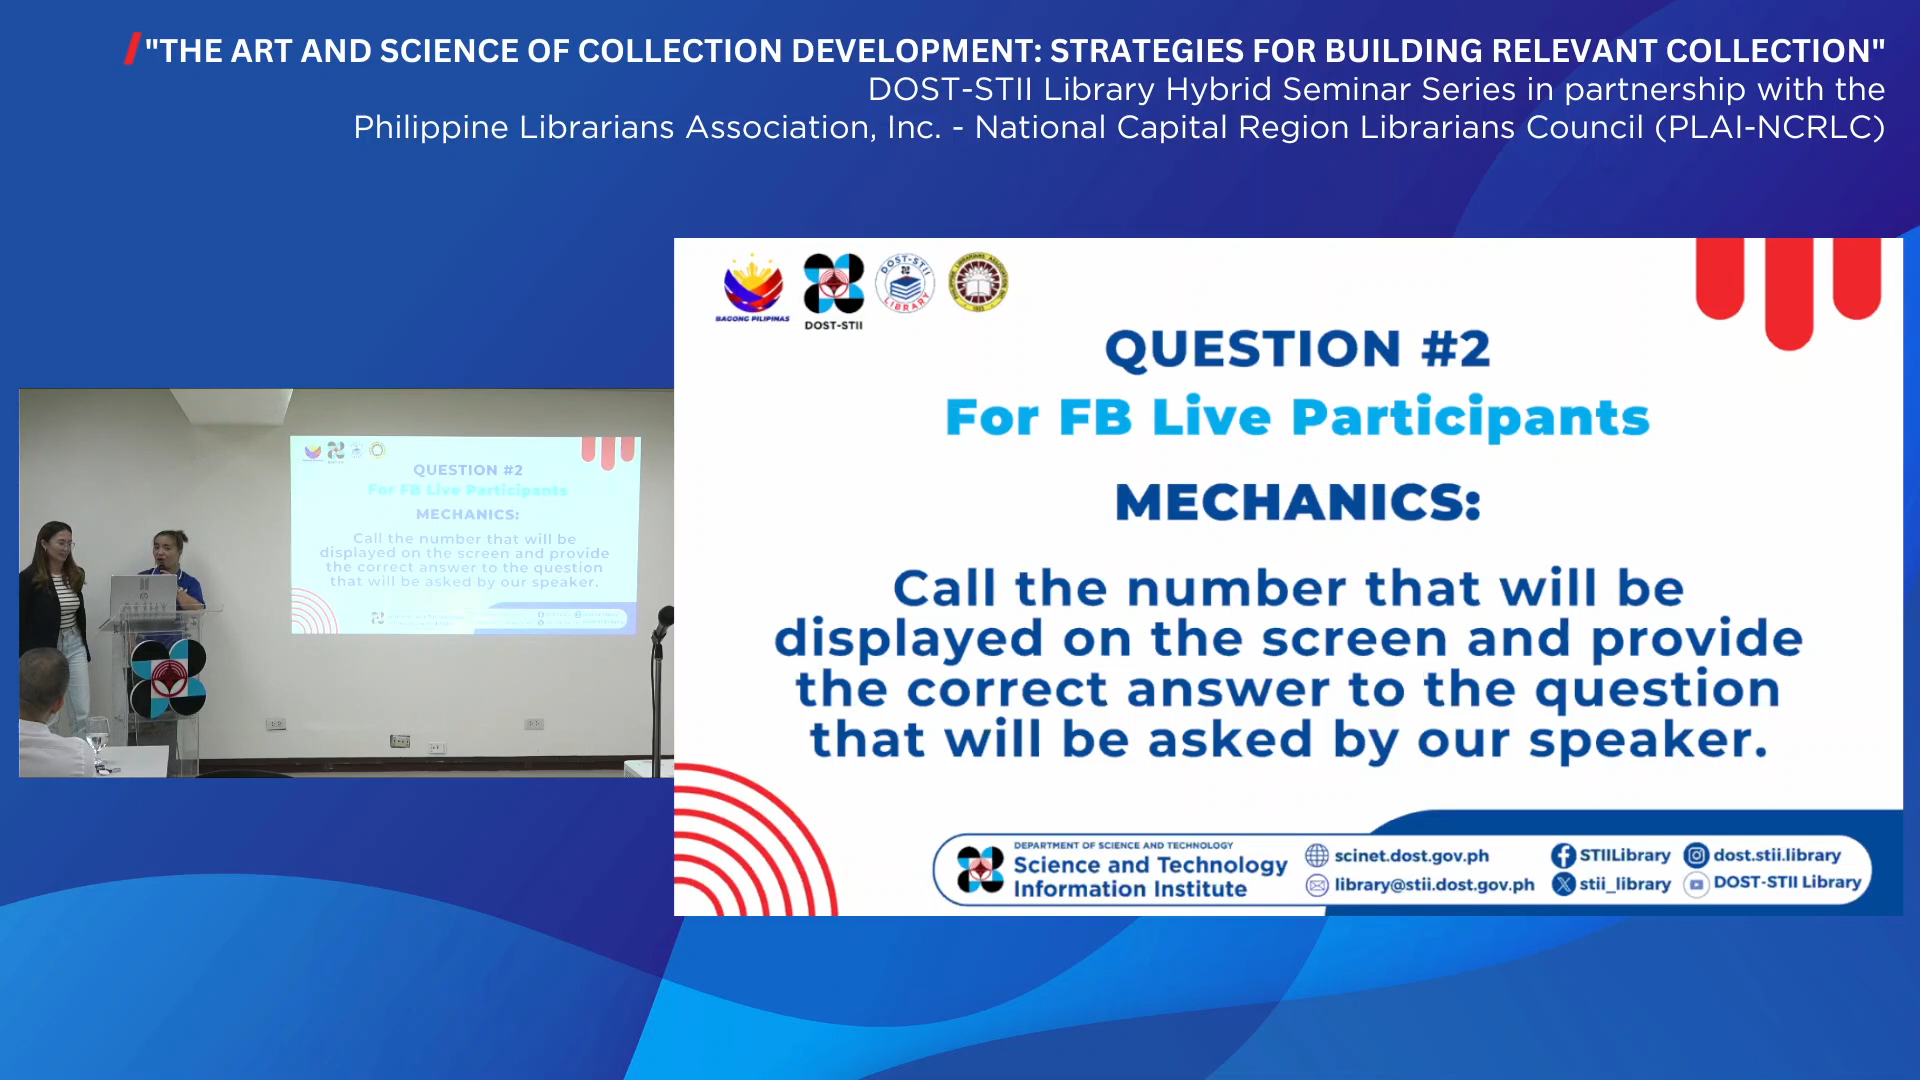 "THE ART AND SCIENCE OF COLLECTION DEVELOPMENT: STRATEGIES FOR BUILDING RELEVANT COLLECTION"
DOST-STII Library Hybrid Seminar Series in partnership with the
Philippine Librarians Association, Inc. - National Capital Region Librarians Council (PLAI-NCRLC)
BAGONG PILIPINAS
DOST-STII
DOST-STII
LIBRARY
QUESTION #2
For FB Live Participants
MECHANICS:
Call the number that will be
displayed on the screen and provide
the correct answer to the question
that will be asked by our speaker.
DEPARTMENT OF SCIENCE AND TECHNOLOGY
Science and Technology
Information Institute
scinet.dost.gov.ph
library@stii.dost.gov.ph
STIILibrary
stii_library
dost.stii.library
DOST-STII Library
QUESTION #2
For FB Live Participants
MECHANICS:
Call the number that will be
displayed on the screen and provide
the correct answer to the question
that will be asked by our speaker.